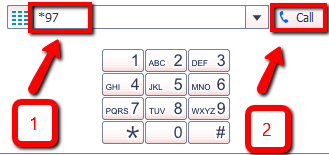 *97 Call
1 ABC 2 DEF 3
GHI 4 JKL 5 MNO 6
PQRS 7 TUV 8 WXYZ 9
* 0 #
1 2